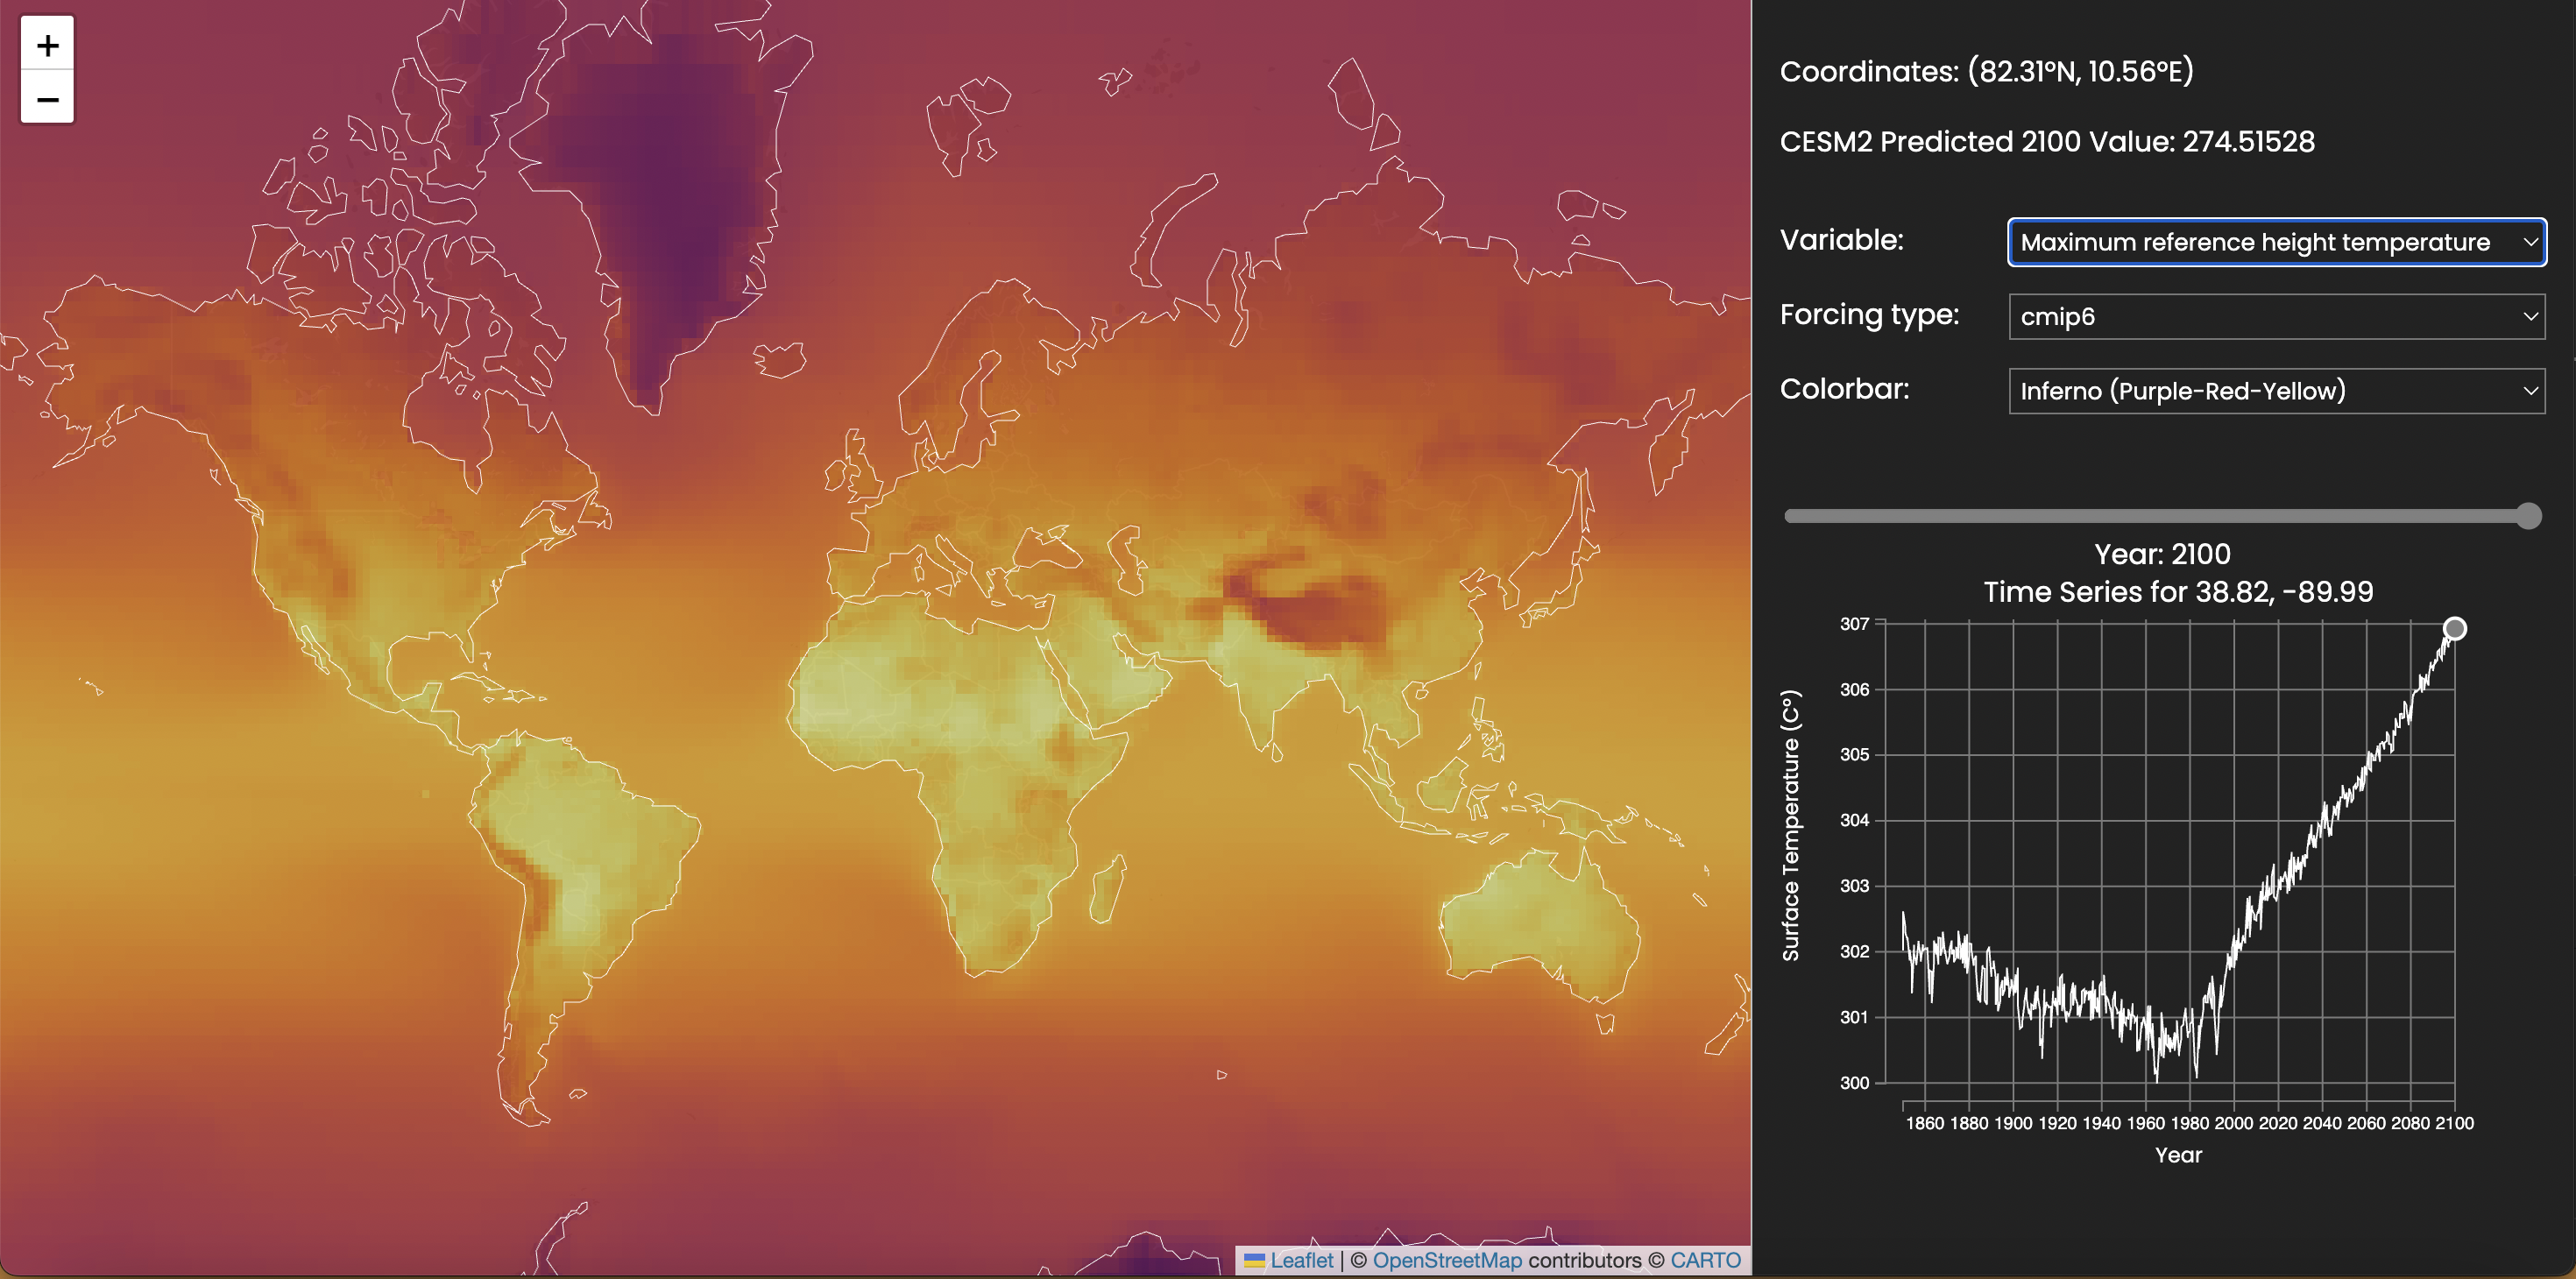 +
−
Coordinates: (82.31°N, 10.56°E)
CESM2 Predicted 2100 Value: 274.51528
Variable:
Maximum reference height temperature
Forcing type:
cmip6
Colorbar:
Inferno (Purple-Red-Yellow)
Year: 2100
Time Series for 38.82, -89.99
307
306
305
304
303
302
301
300
Surface Temperature (C°)
1860 1880 1900 1920 1940 1960 1980 2000 2020 2040 2060 2080 2100
Year
Leaflet | © OpenStreetMap contributors © CARTO